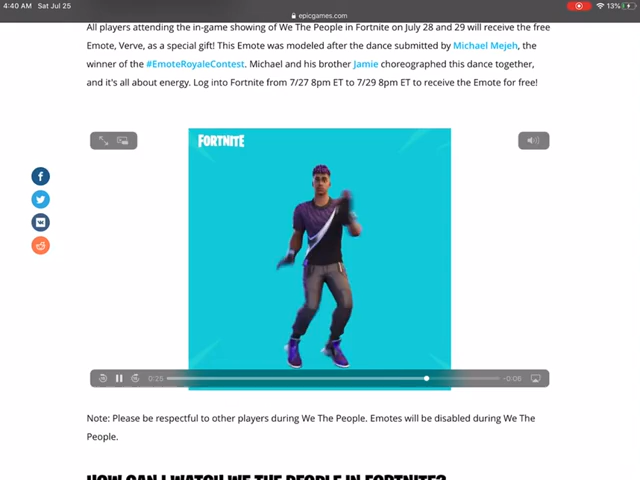 4:40 AM Sat Jul 25
13%
epicgames.com
All players attending the in-game showing of We The People in Fortnite on July 28 and 29 will receive the free
Emote, Verve, as a special gift! This Emote was modeled after the dance submitted by Michael Mejeh, the
winner of the #EmoteRoyaleContest. Michael and his brother Jamie choreographed this dance together,
and it's all about energy. Log into Fortnite from 7/27 8pm ET to 7/29 8pm ET to receive the Emote for free!
FORTNITE
0:25
-0:06
Note: Please be respectful to other players during We The People. Emotes will be disabled during We The
People.
HOW CAN I WATCH WE THE PEOPLE IN FORTNITE?